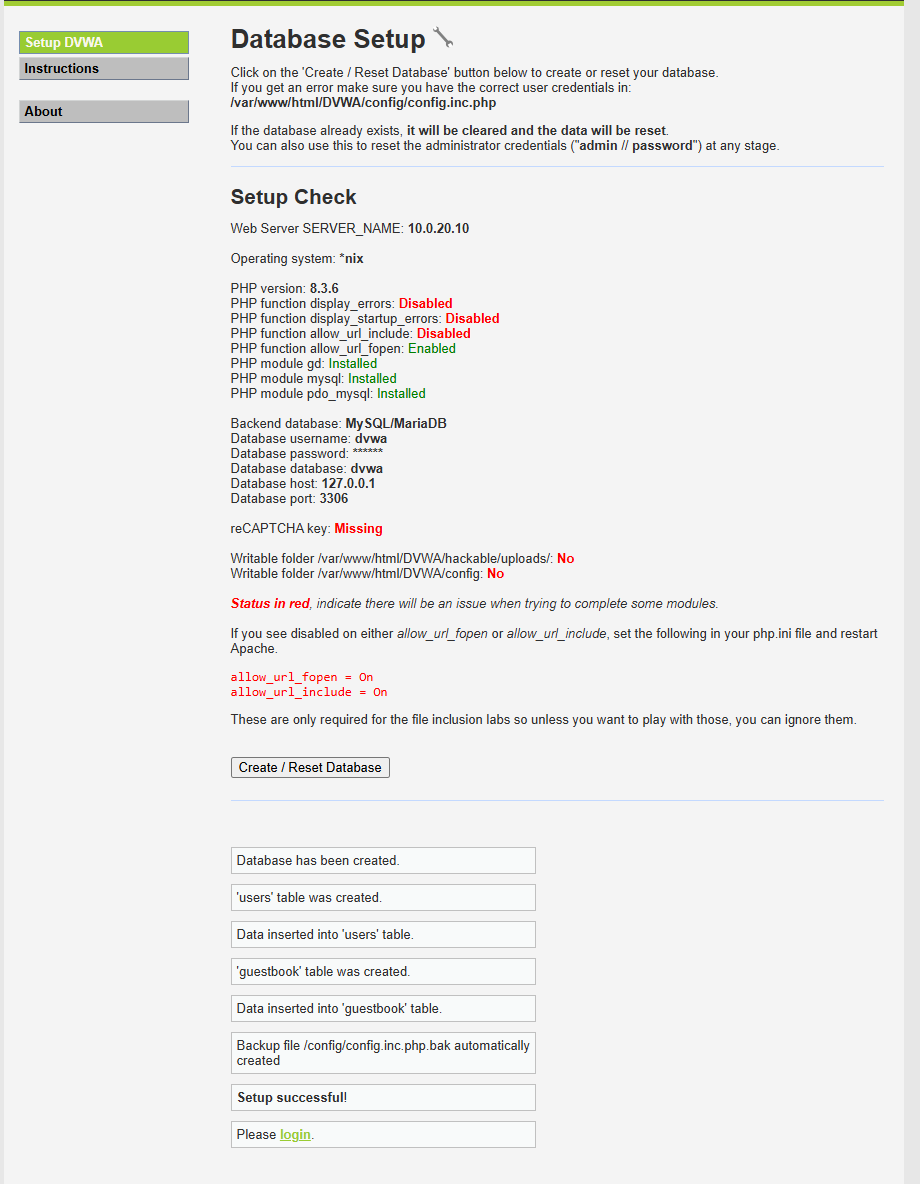 Setup DVWA
Instructions
About
Database Setup
Click on the 'Create / Reset Database' button below to create or reset your database.
If you get an error make sure you have the correct user credentials in:
/var/www/html/DVWA/config/config.inc.php
If the database already exists, it will be cleared and the data will be reset.
You can also use this to reset the administrator credentials ("admin // password") at any stage.
Setup Check
Web Server SERVER_NAME: 10.0.20.10
Operating system: *nix
PHP version: 8.3.6
PHP function display_errors: Disabled
PHP function display_startup_errors: Disabled
PHP function allow_url_include: Disabled
PHP function allow_url_fopen: Enabled
PHP module gd: Installed
PHP module mysql: Installed
PHP module pdo_mysql: Installed
Backend database: MySQL/MariaDB
Database username: dvwa
Database password: ******
Database database: dvwa
Database host: 127.0.0.1
Database port: 3306
reCAPTCHA key: Missing
Writable folder /var/www/html/DVWA/hackable/uploads/: No
Writable folder /var/www/html/DVWA/config: No
Status in red, indicate there will be an issue when trying to complete some modules.
If you see disabled on either allow_url_fopen or allow_url_include, set the following in your php.ini file and restart
Apache.
allow_url_fopen = On
allow_url_include = On
These are only required for the file inclusion labs so unless you want to play with those, you can ignore them.
Create / Reset Database
Database has been created.
'users' table was created.
Data inserted into 'users' table.
'guestbook' table was created.
Data inserted into 'guestbook' table.
Backup file /config/config.inc.php.bak automatically
created
Setup successful!
Please login.